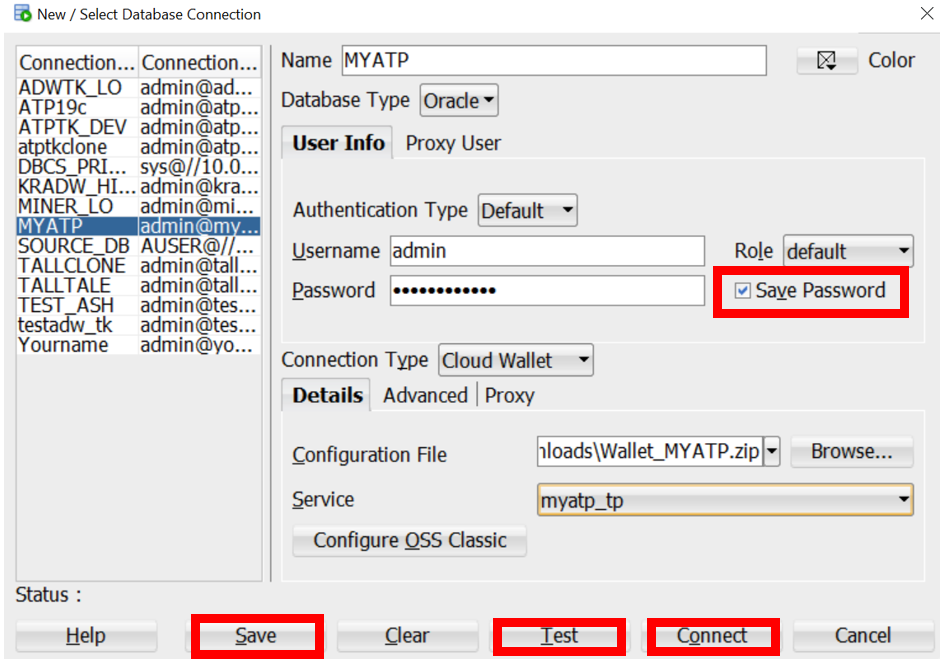 New / Select Database Connection
Connection... Connection...
ADWTK_LO admin@ad...
ATP19c admin@atp...
ATPTK_DEV admin@atp...
atptkclone admin@atp...
DBCS_PRI... sys@//10.0...
KRADW_HI... admin@kra...
MINER_LO admin@mi...
MYATP admin@my...
SOURCE_DB AUSER@//...
TALLCLONE admin@tall...
TALLTALE admin@tall...
TEST_ASH admin@tes...
testadw_tk admin@tes...
Yourname admin@yo...
Name MYATP Color
Database Type Oracle
User Info Proxy User
Authentication Type Default
Username admin Role default
Password •••••••••••• Save Password
Connection Type Cloud Wallet
Details Advanced Proxy
Configuration File nloads\Wallet_MYATP.zip Browse...
Service myatp_tp
Configure OSS Classic
Status :
Help Save Clear Test Connect Cancel